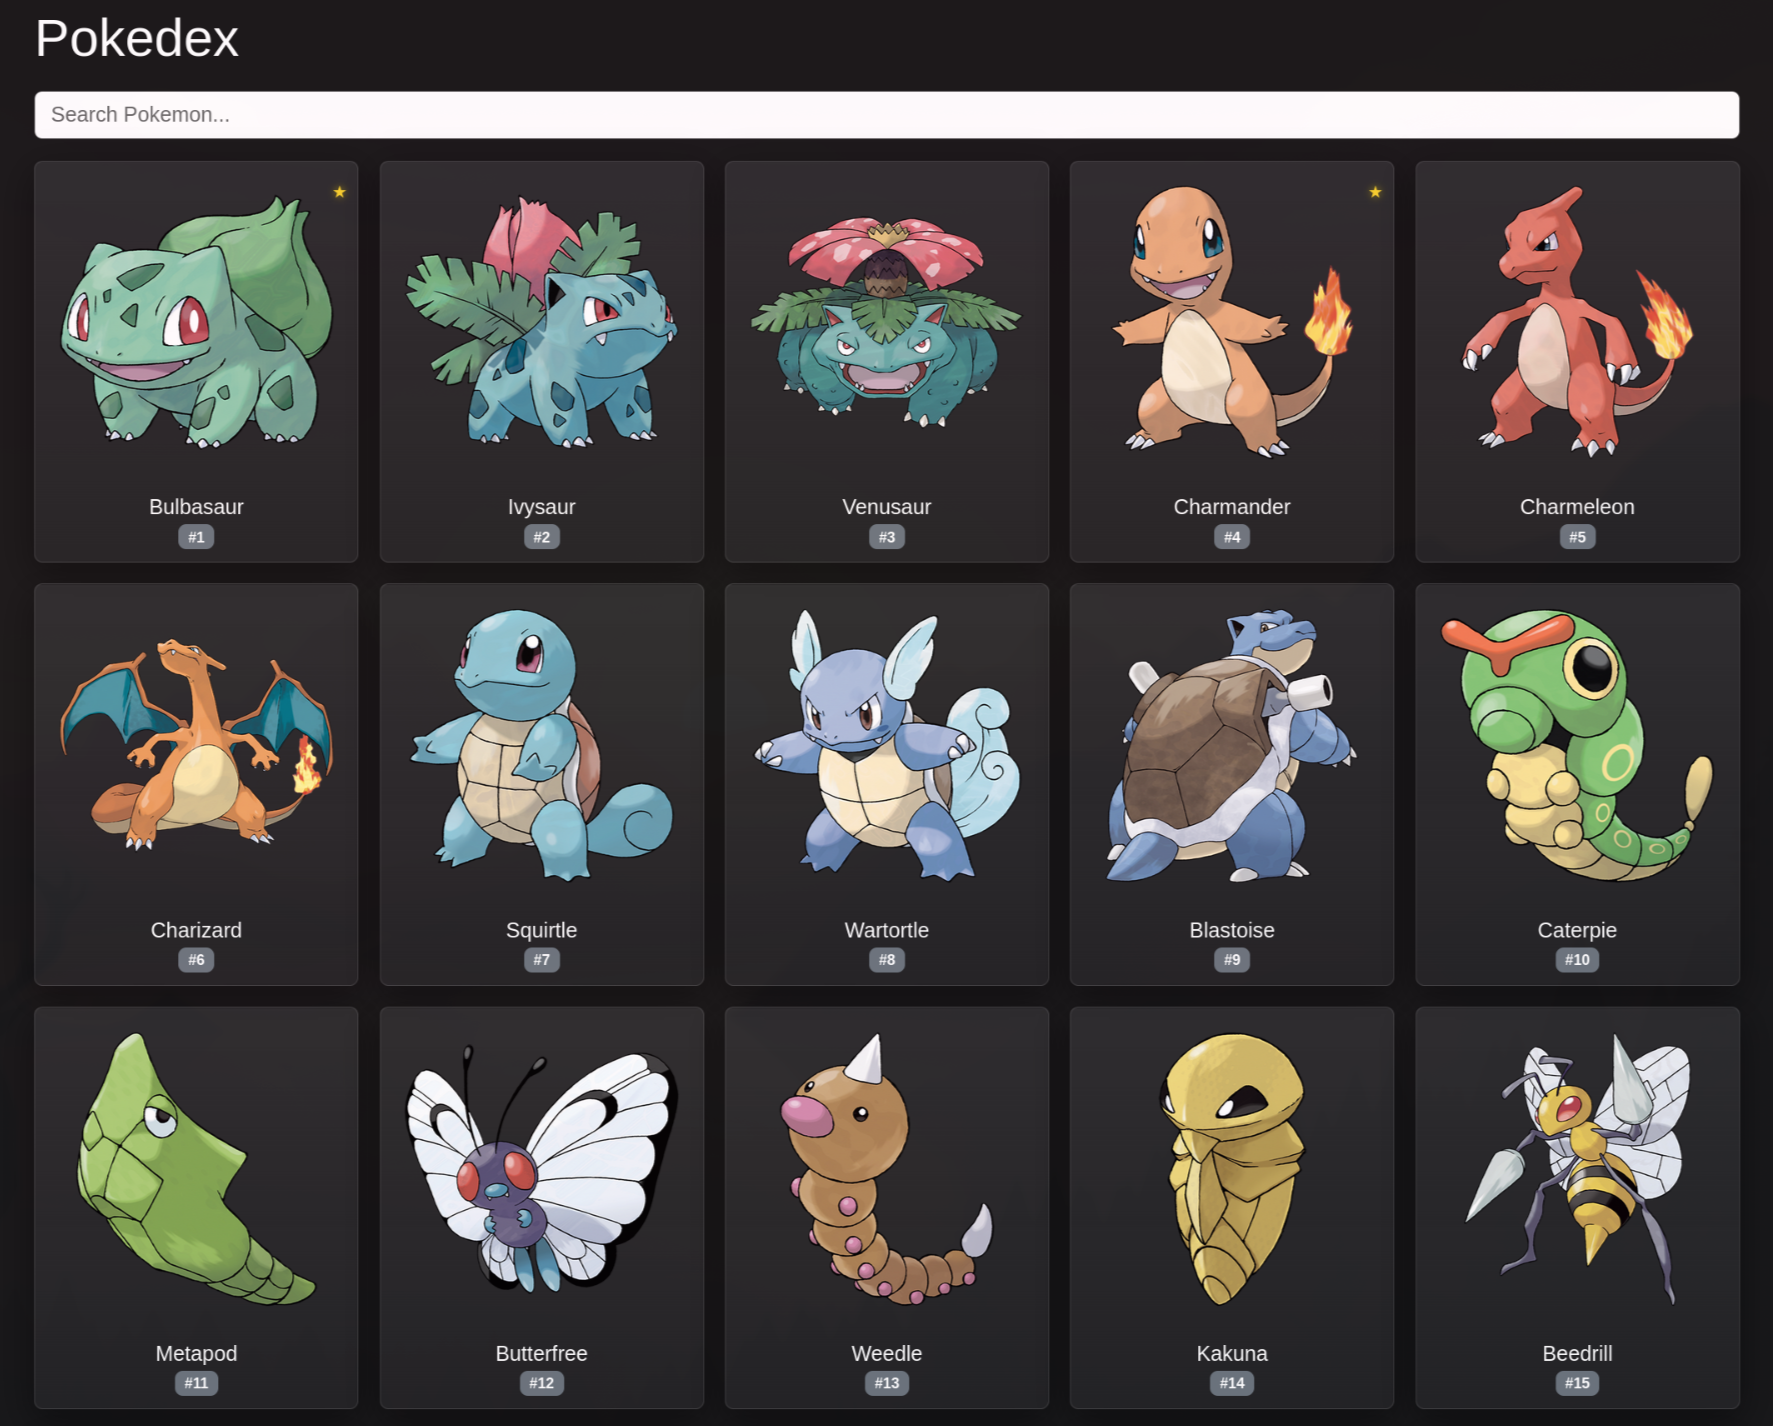 Pokedex
Search Pokemon...
Bulbasaur
#1
Ivysaur
#2
Venusaur
#3
Charmander
#4
Charmeleon
#5
Charizard
#6
Squirtle
#7
Wartortle
#8
Blastoise
#9
Caterpie
#10
Metapod
#11
Butterfree
#12
Weedle
#13
Kakuna
#14
Beedrill
#15